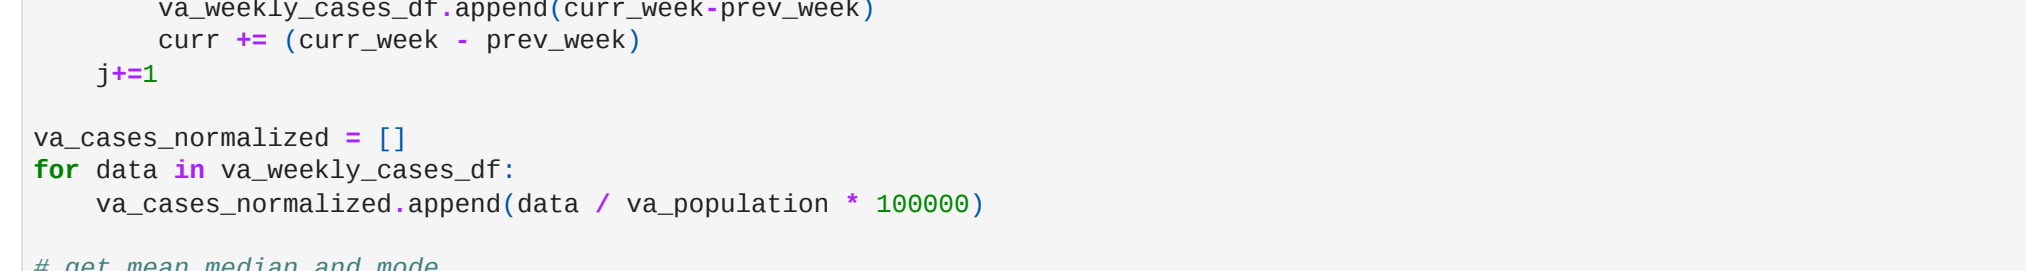 va_weekly_cases_df.append(curr_week-prev_week)
        curr += (curr_week - prev_week)
    j+=1
va_cases_normalized = []
for data in va_weekly_cases_df:
    va_cases_normalized.append(data / va_population * 100000)
# get mean median and mode